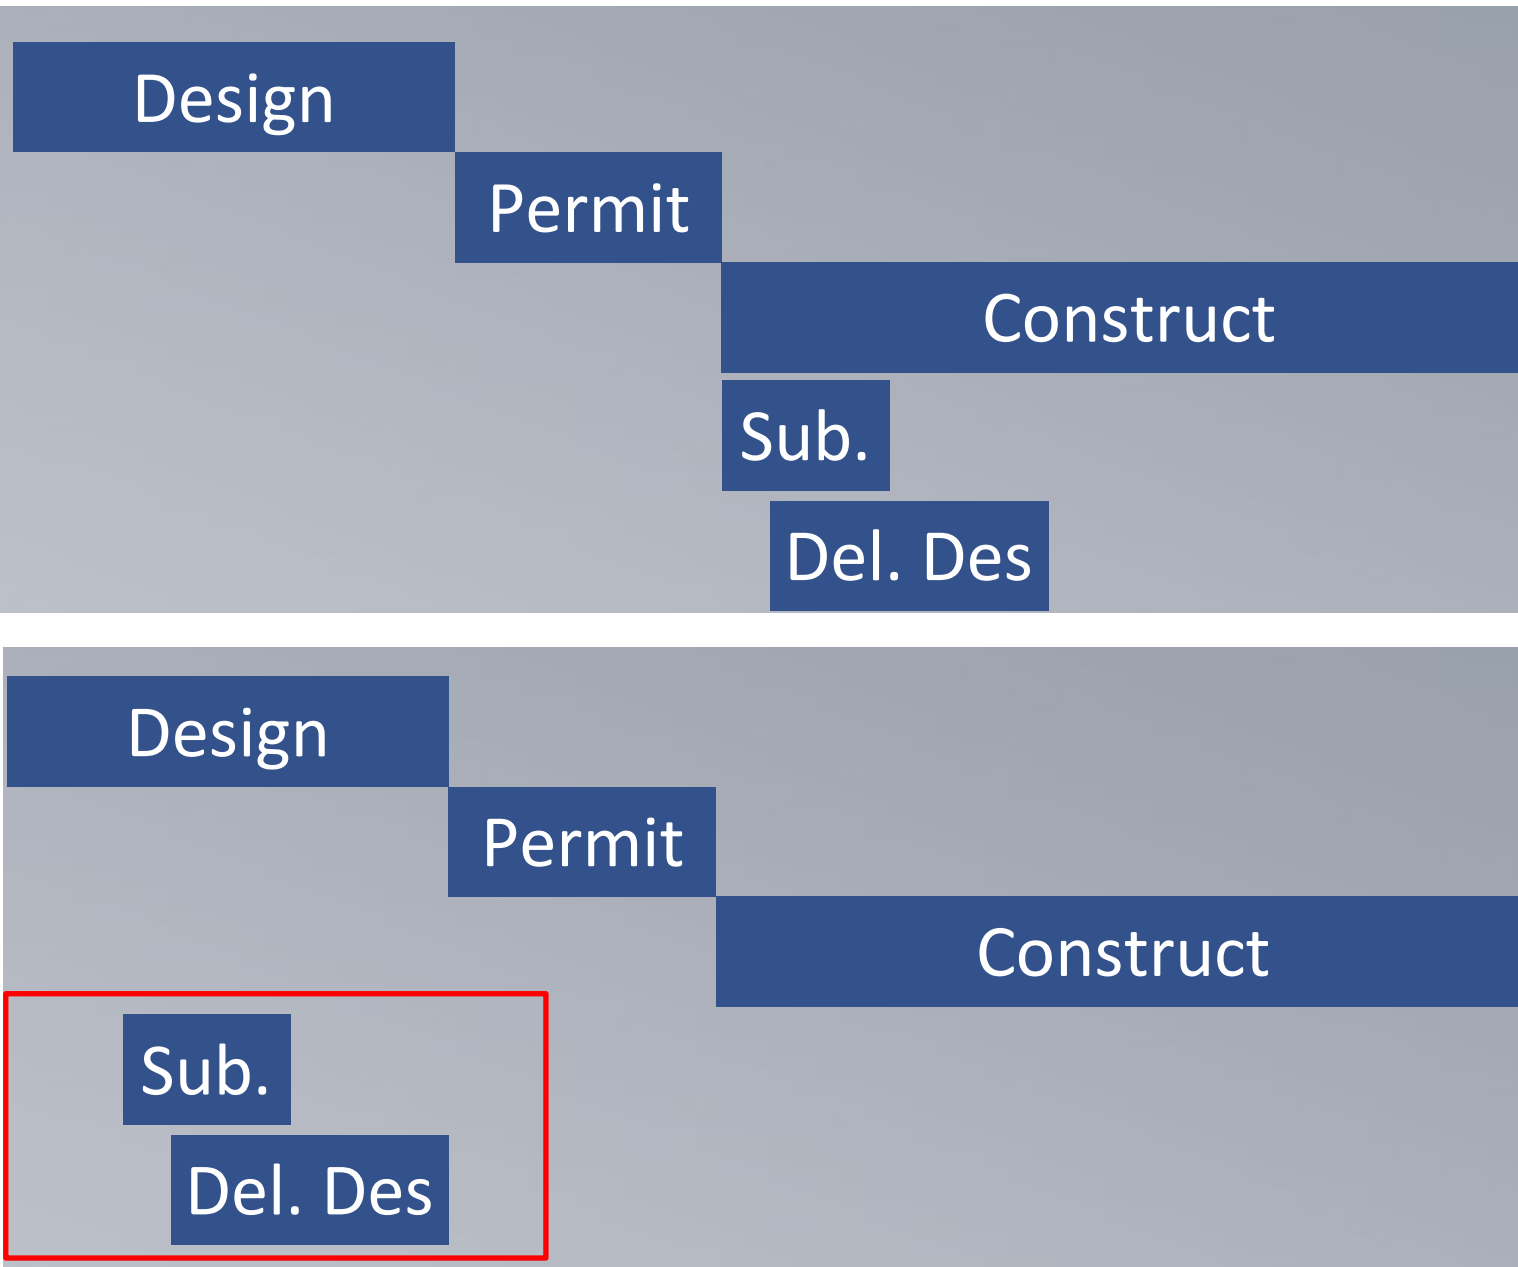 Design
Permit
Construct
Sub.
Del. Des
Design
Permit
Construct
Sub.
Del. Des